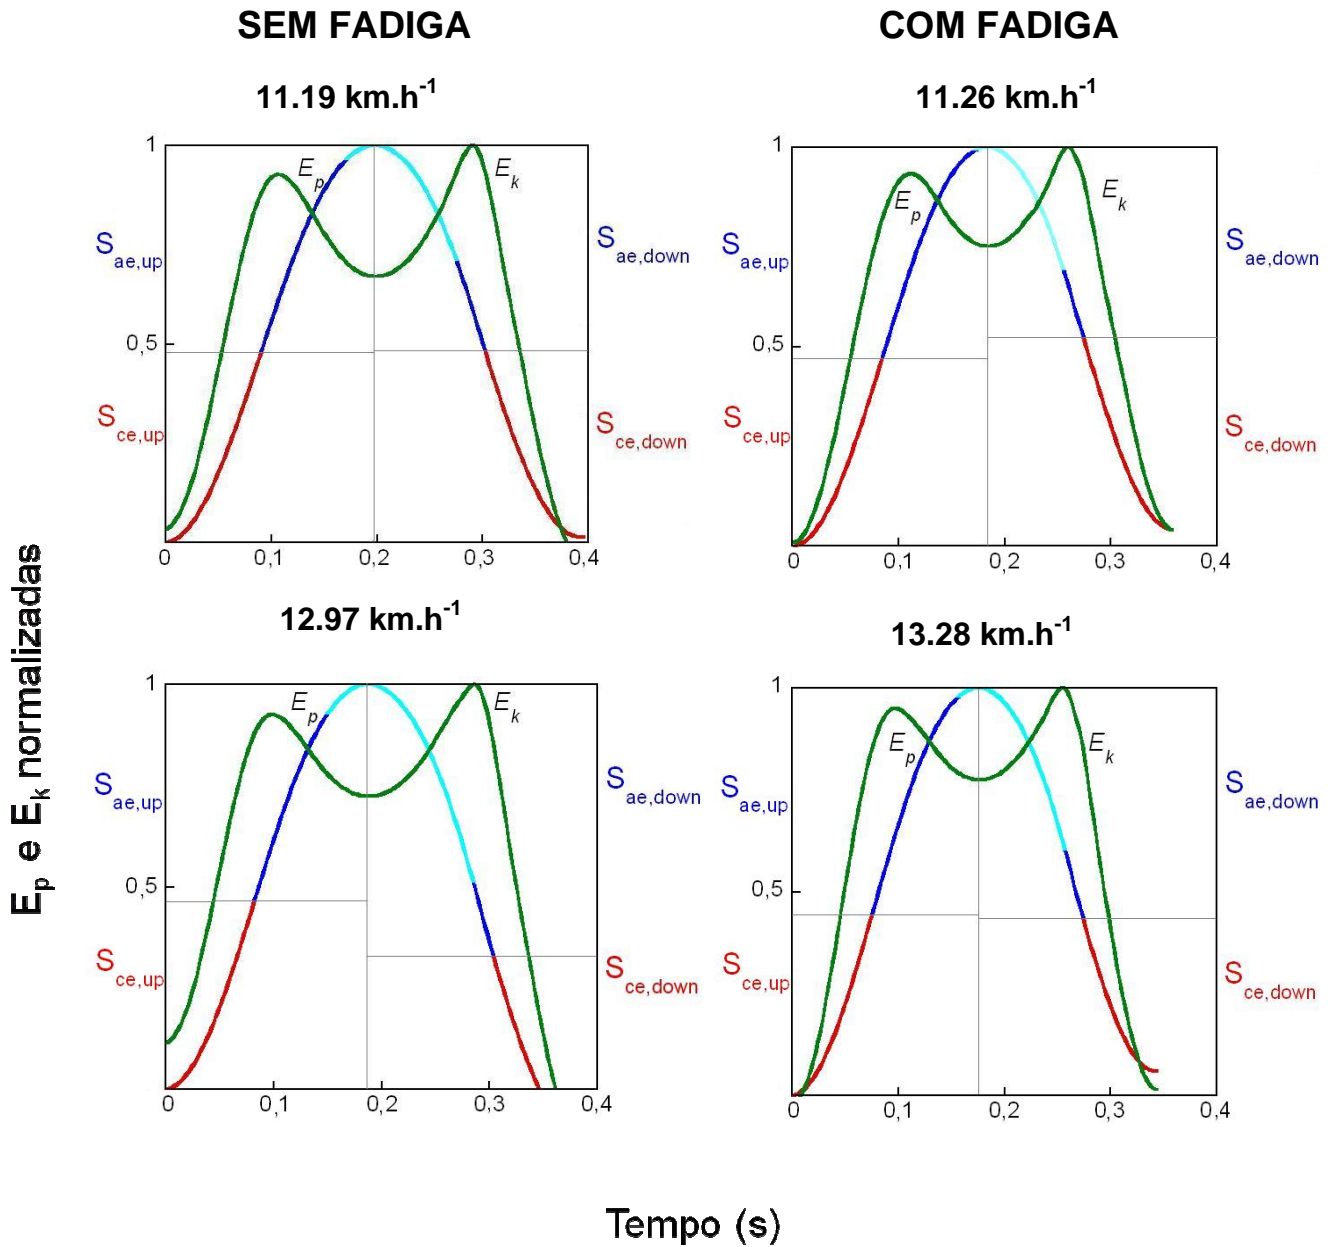 SEM FADIGA
COM FADIGA
11.19 km.h-1
11.26 km.h-1
1
Ep
Ek
Sae,up
Sae,down
0,5
Sce,up
Sce,down
0 0,1 0,2 0,3 0,4
1
Ep
Ek
Sae,up
Sae,down
0,5
Sce,up
Sce,down
0 0,1 0,2 0,3 0,4
12.97 km.h-1
13.28 km.h-1
1
Ep
Ek
Sae,up
Sae,down
0,5
Sce,up
Sce,down
0 0,1 0,2 0,3 0,4
1
Ep
Ek
Sae,up
Sae,down
0,5
Sce,up
Sce,down
0 0,1 0,2 0,3 0,4
Ep e Ek normalizadas
Tempo (s)